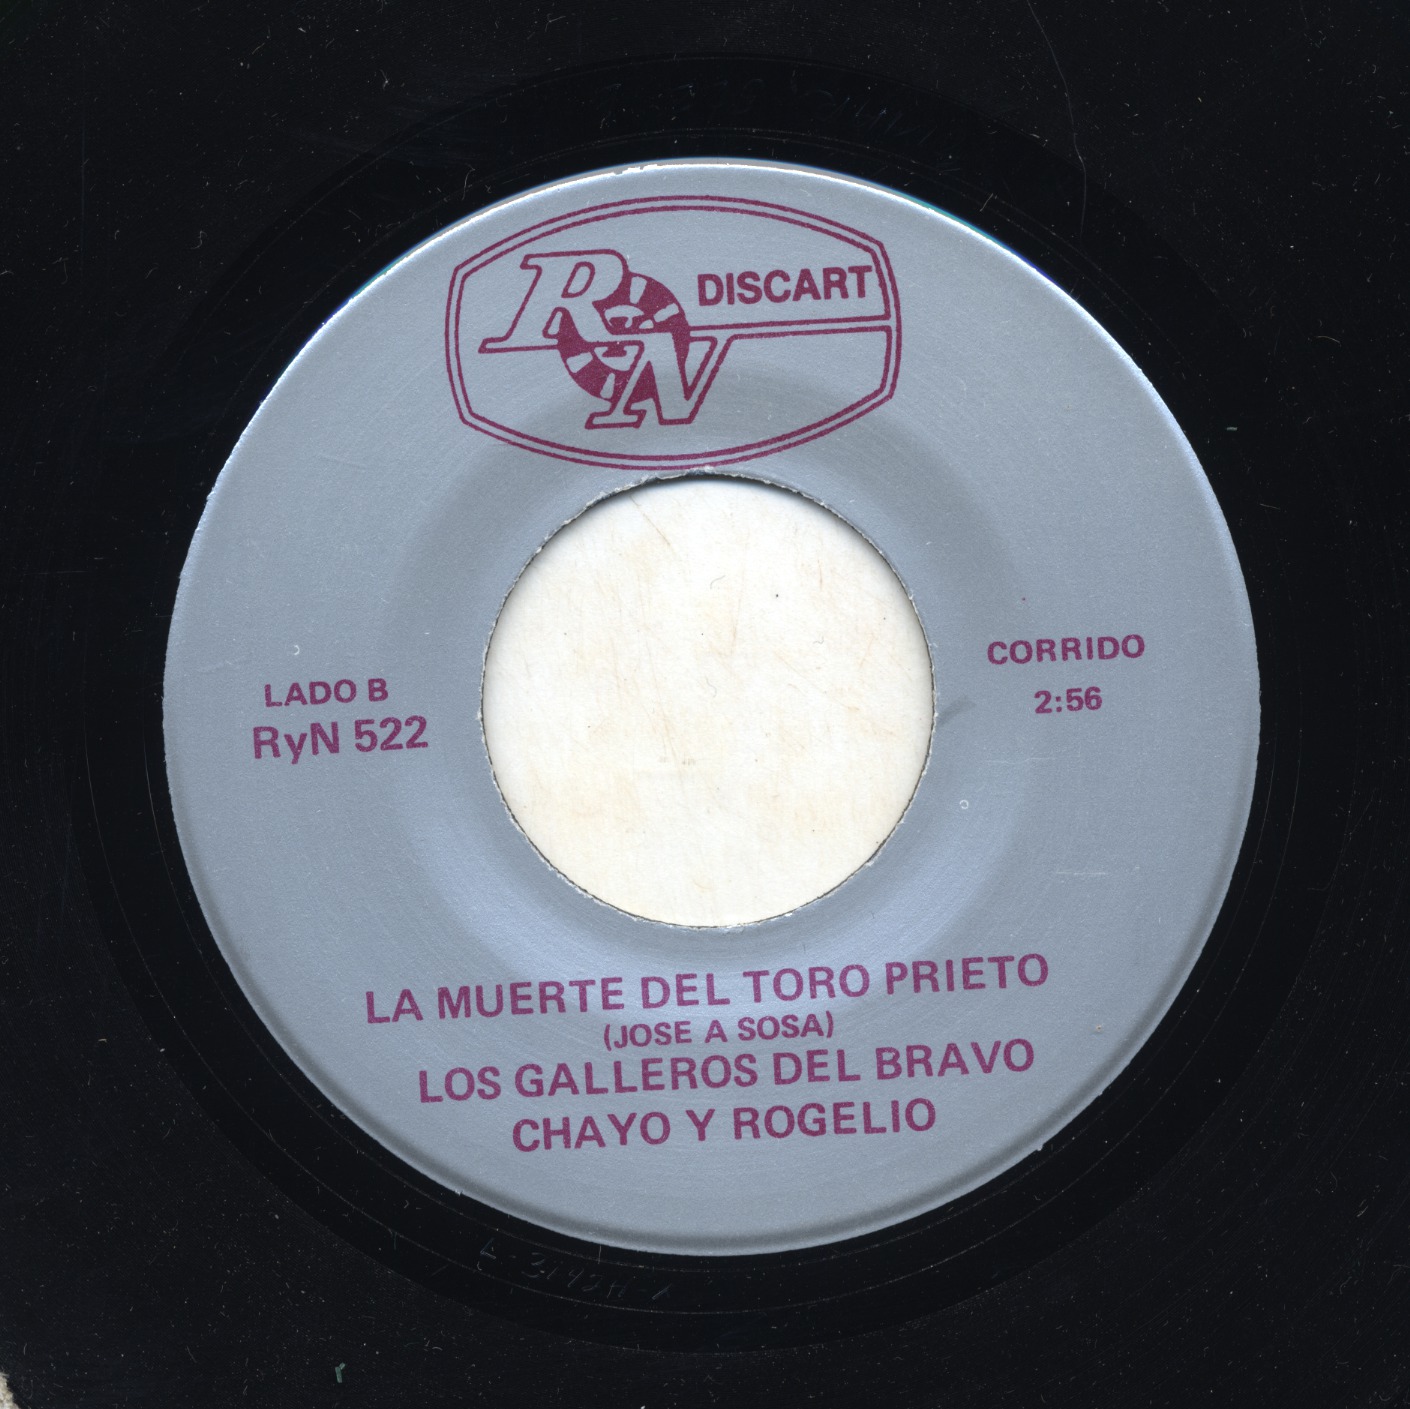 RN DISCART
LADO B
RyN 522
CORRIDO
2:56
LA MUERTE DEL TORO PRIETO
(JOSE A SOSA)
LOS GALLEROS DEL BRAVO
CHAYO Y ROGELIO